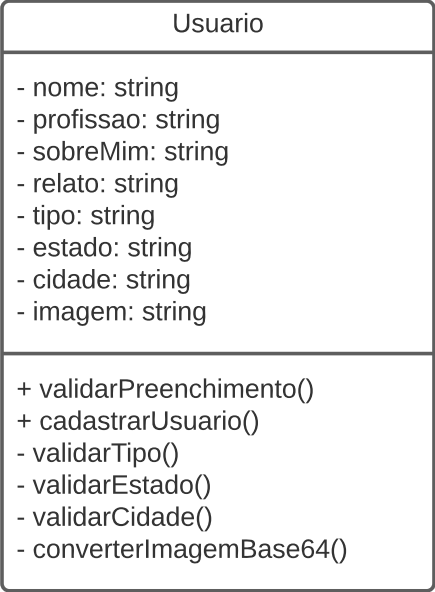 Usuario
- nome: string
- profissao: string
- sobreMim: string
- relato: string
- tipo: string
- estado: string
- cidade: string
- imagem: string
+ validarPreenchimento()
+ cadastrarUsuario()
- validarTipo()
- validarEstado()
- validarCidade()
- converterImagemBase64()